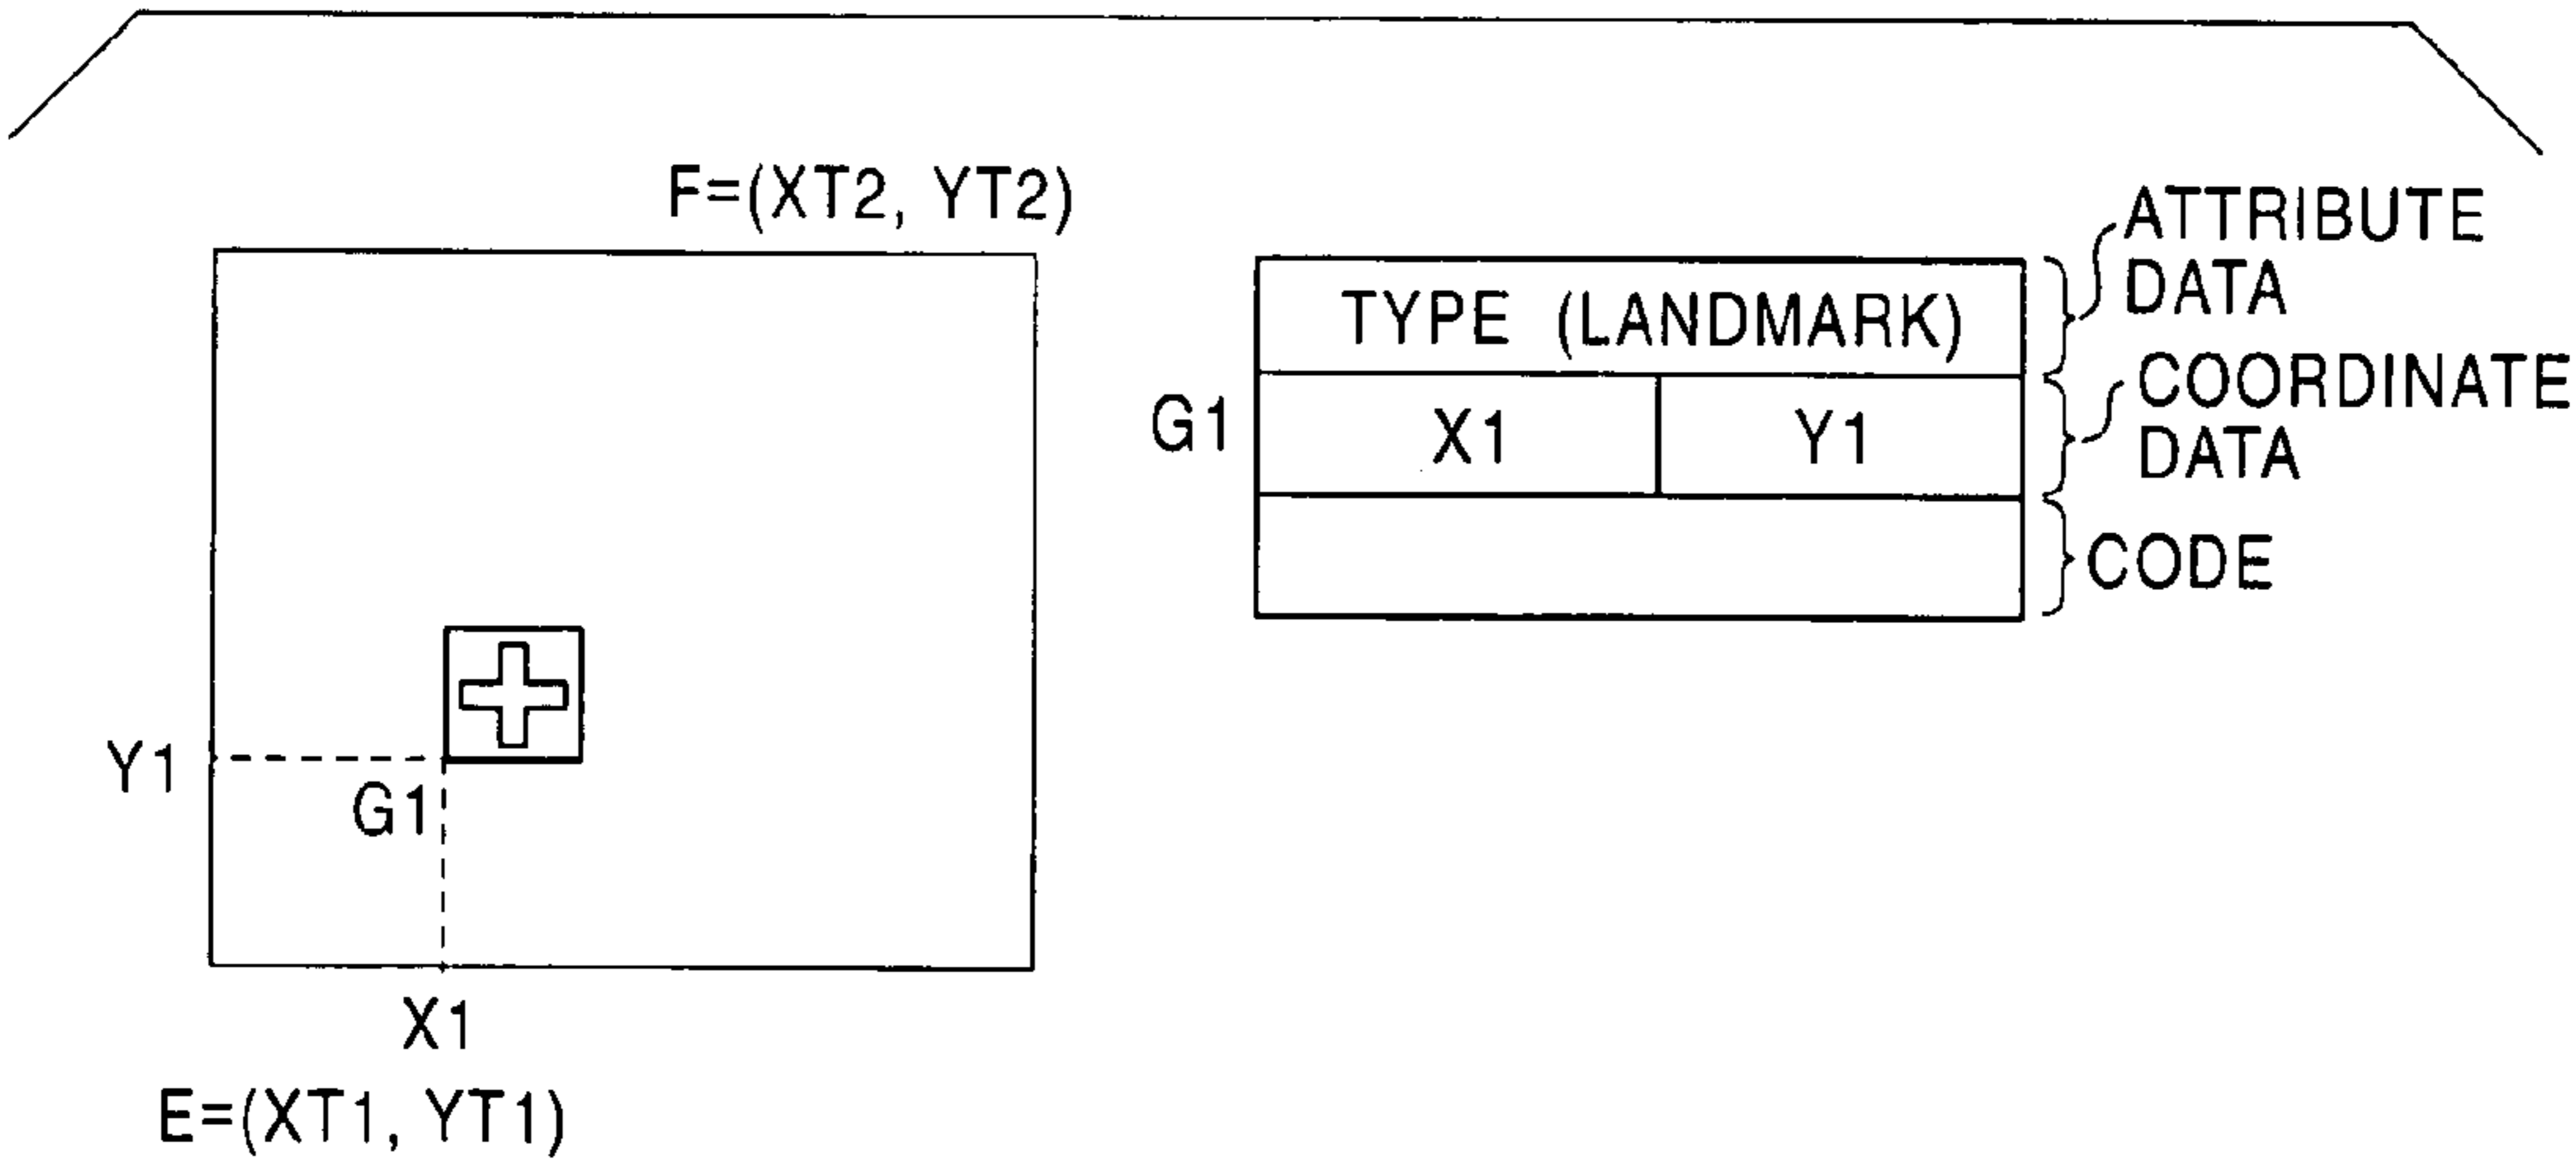 F=(XT2, YT2)
Y1
G1
X1
E=(XT1, YT1)
G1
TYPE (LANDMARK)
X1 Y1
ATTRIBUTE
DATA
COORDINATE
DATA
CODE